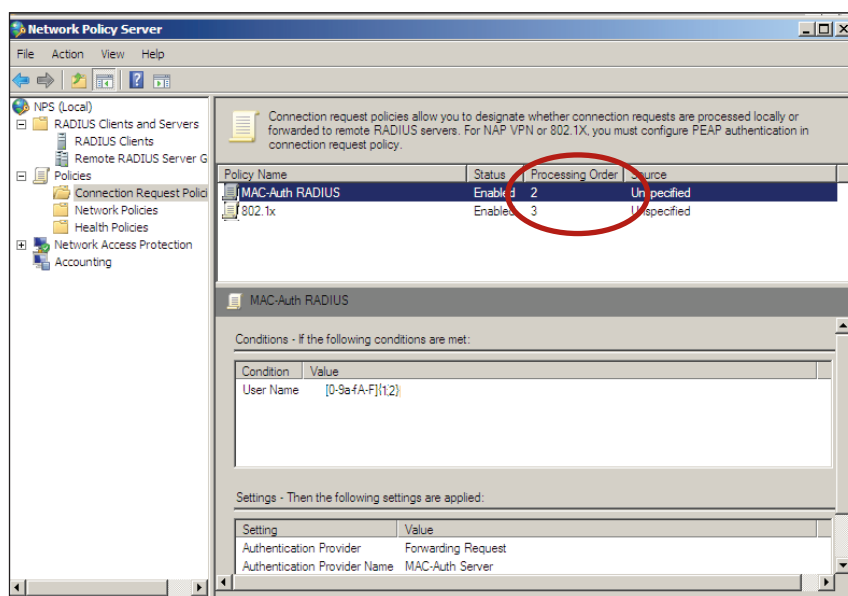 Network Policy Server
File Action View Help
NPS (Local)
RADIUS Clients and Servers
RADIUS Clients
Remote RADIUS Server G
Policies
Connection Request Polici
Network Policies
Health Policies
Network Access Protection
Accounting
Connection request policies allow you to designate whether connection requests are processed locally or
forwarded to remote RADIUS servers. For NAP VPN or 802.1X, you must configure PEAP authentication in
connection request policy.
Policy Name Status Processing Order Source
MAC-Auth RADIUS Enabled 2 Unspecified
802.1x Enabled 3 Unspecified
MAC-Auth RADIUS
Conditions - If the following conditions are met:
Condition Value
User Name [0-9a-fA-F]{12}
Settings - Then the following settings are applied:
Setting Value
Authentication Provider Forwarding Request
Authentication Provider Name MAC-Auth Server